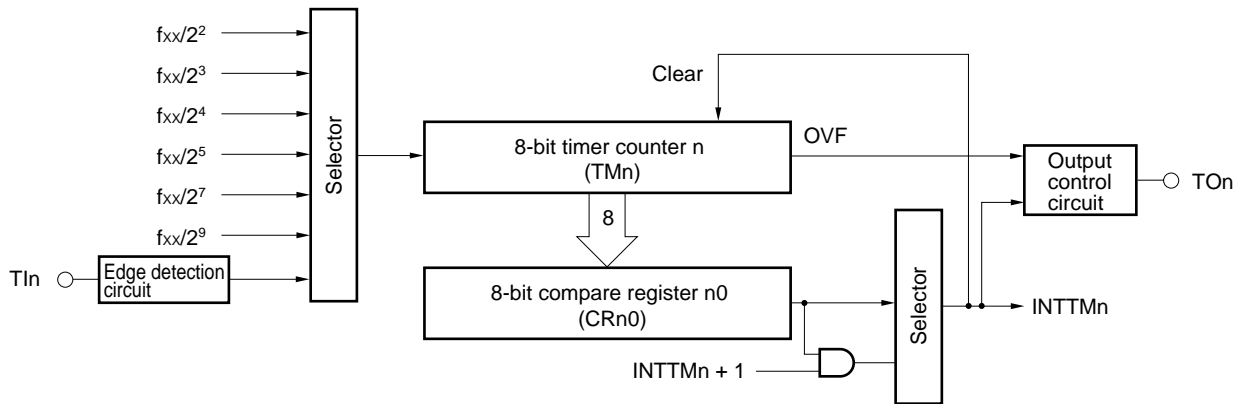 fxx/2²
fxx/2³
fxx/2⁴
fxx/2⁵
fxx/2⁷
fxx/2⁹
TIn
Edge detection
circuit
Selector
Clear
8-bit timer counter n
(TMn)
OVF
8
8-bit compare register n0
(CRn0)
INTTMn + 1
Selector
Output
control
circuit
TOn
INTTMn